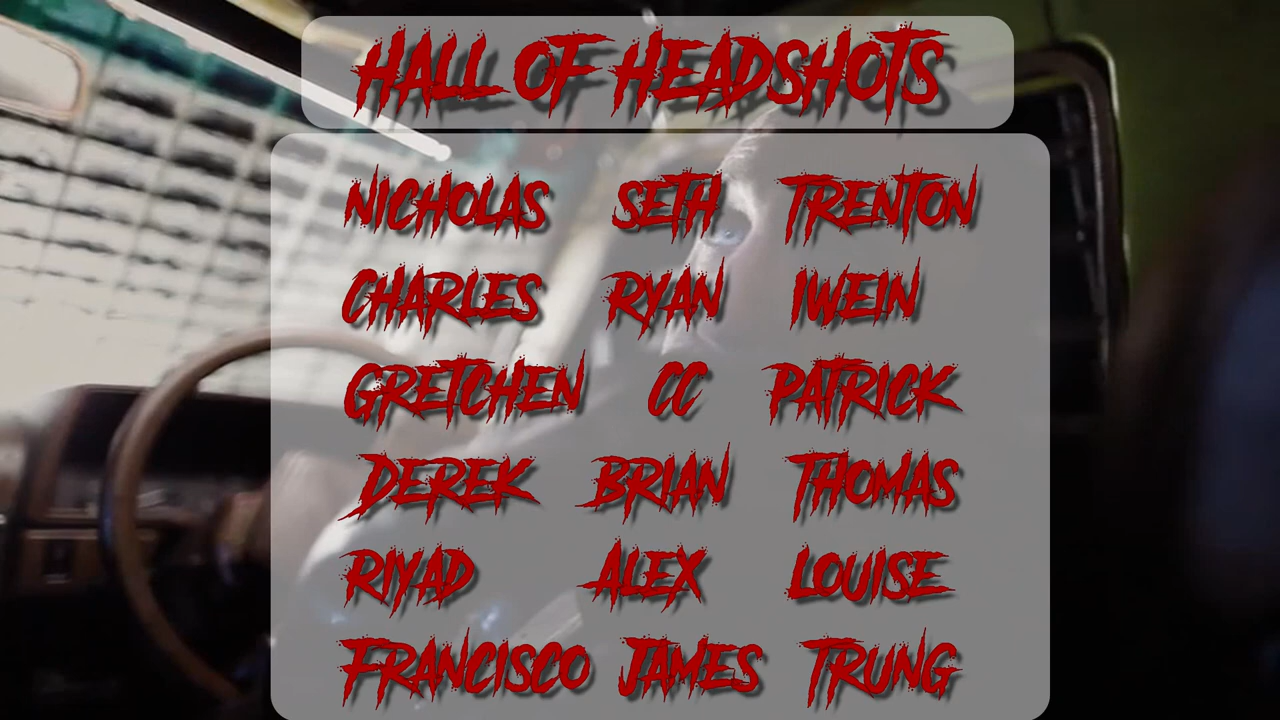 HALL OF HEADSHOTS
NICHOLAS SETH TRENTON
CHARLES RYAN IWEIN
GRETCHEN CC PATRICK
DEREK BRIAN THOMAS
RIYAD ALEX LOUISE
FRANCISCO JAMES TRUNG